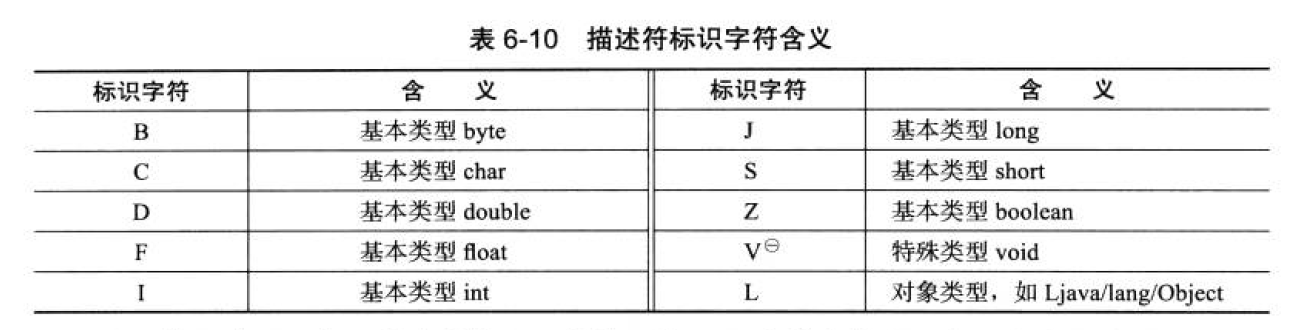 表 6-10 描述符标识字符含义
标识字符 含 义 标识字符 含 义
B 基本类型 byte J 基本类型 long
C 基本类型 char S 基本类型 short
D 基本类型 double Z 基本类型 boolean
F 基本类型 float V㊀ 特殊类型 void
I 基本类型 int L 对象类型，如 Ljava/lang/Object